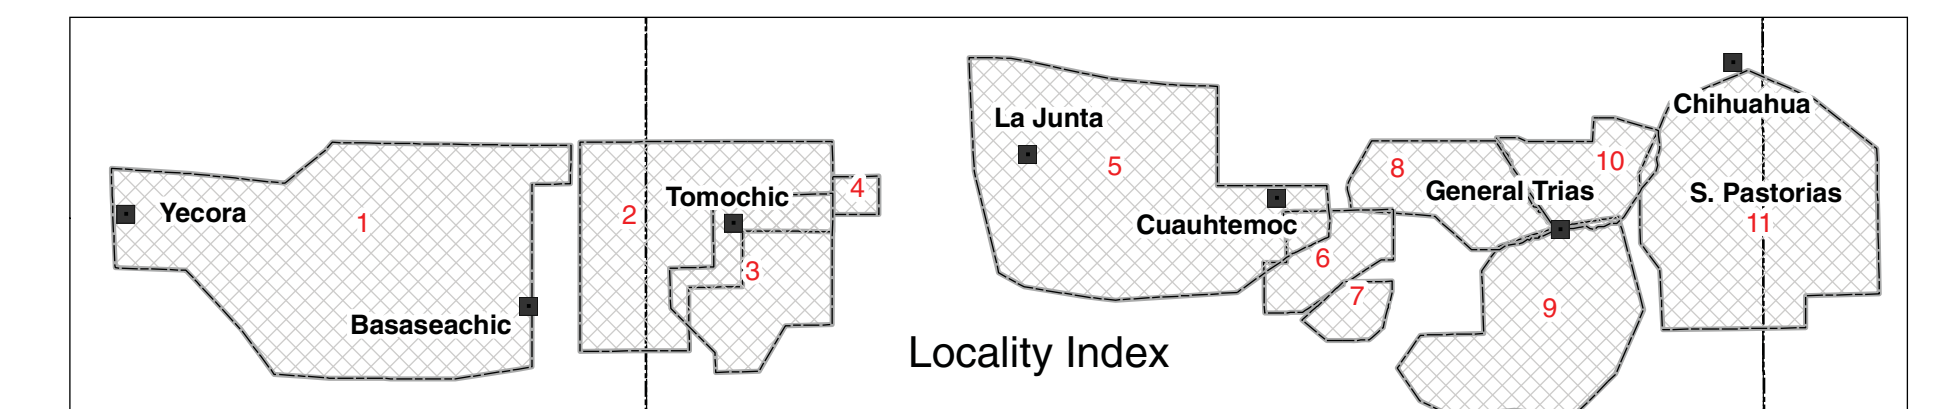 Chihuahua
La Junta
5
8
10
4
Tomochic
General Trias
S. Pastorias
Yecora
1
2
Cuauhtemoc
11
6
3
7
9
Basaseachic
Locality Index